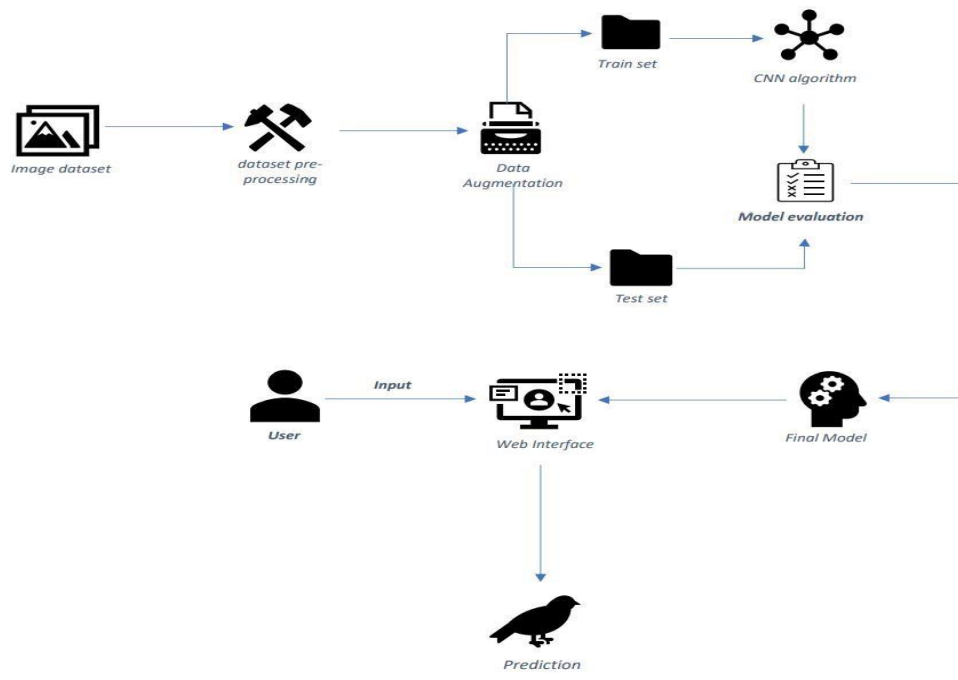 Train set
CNN algorithm
Image dataset
dataset pre-
processing
Data
Augmentation
Model evaluation
Test set
Input
User
Web Interface
Final Model
Prediction